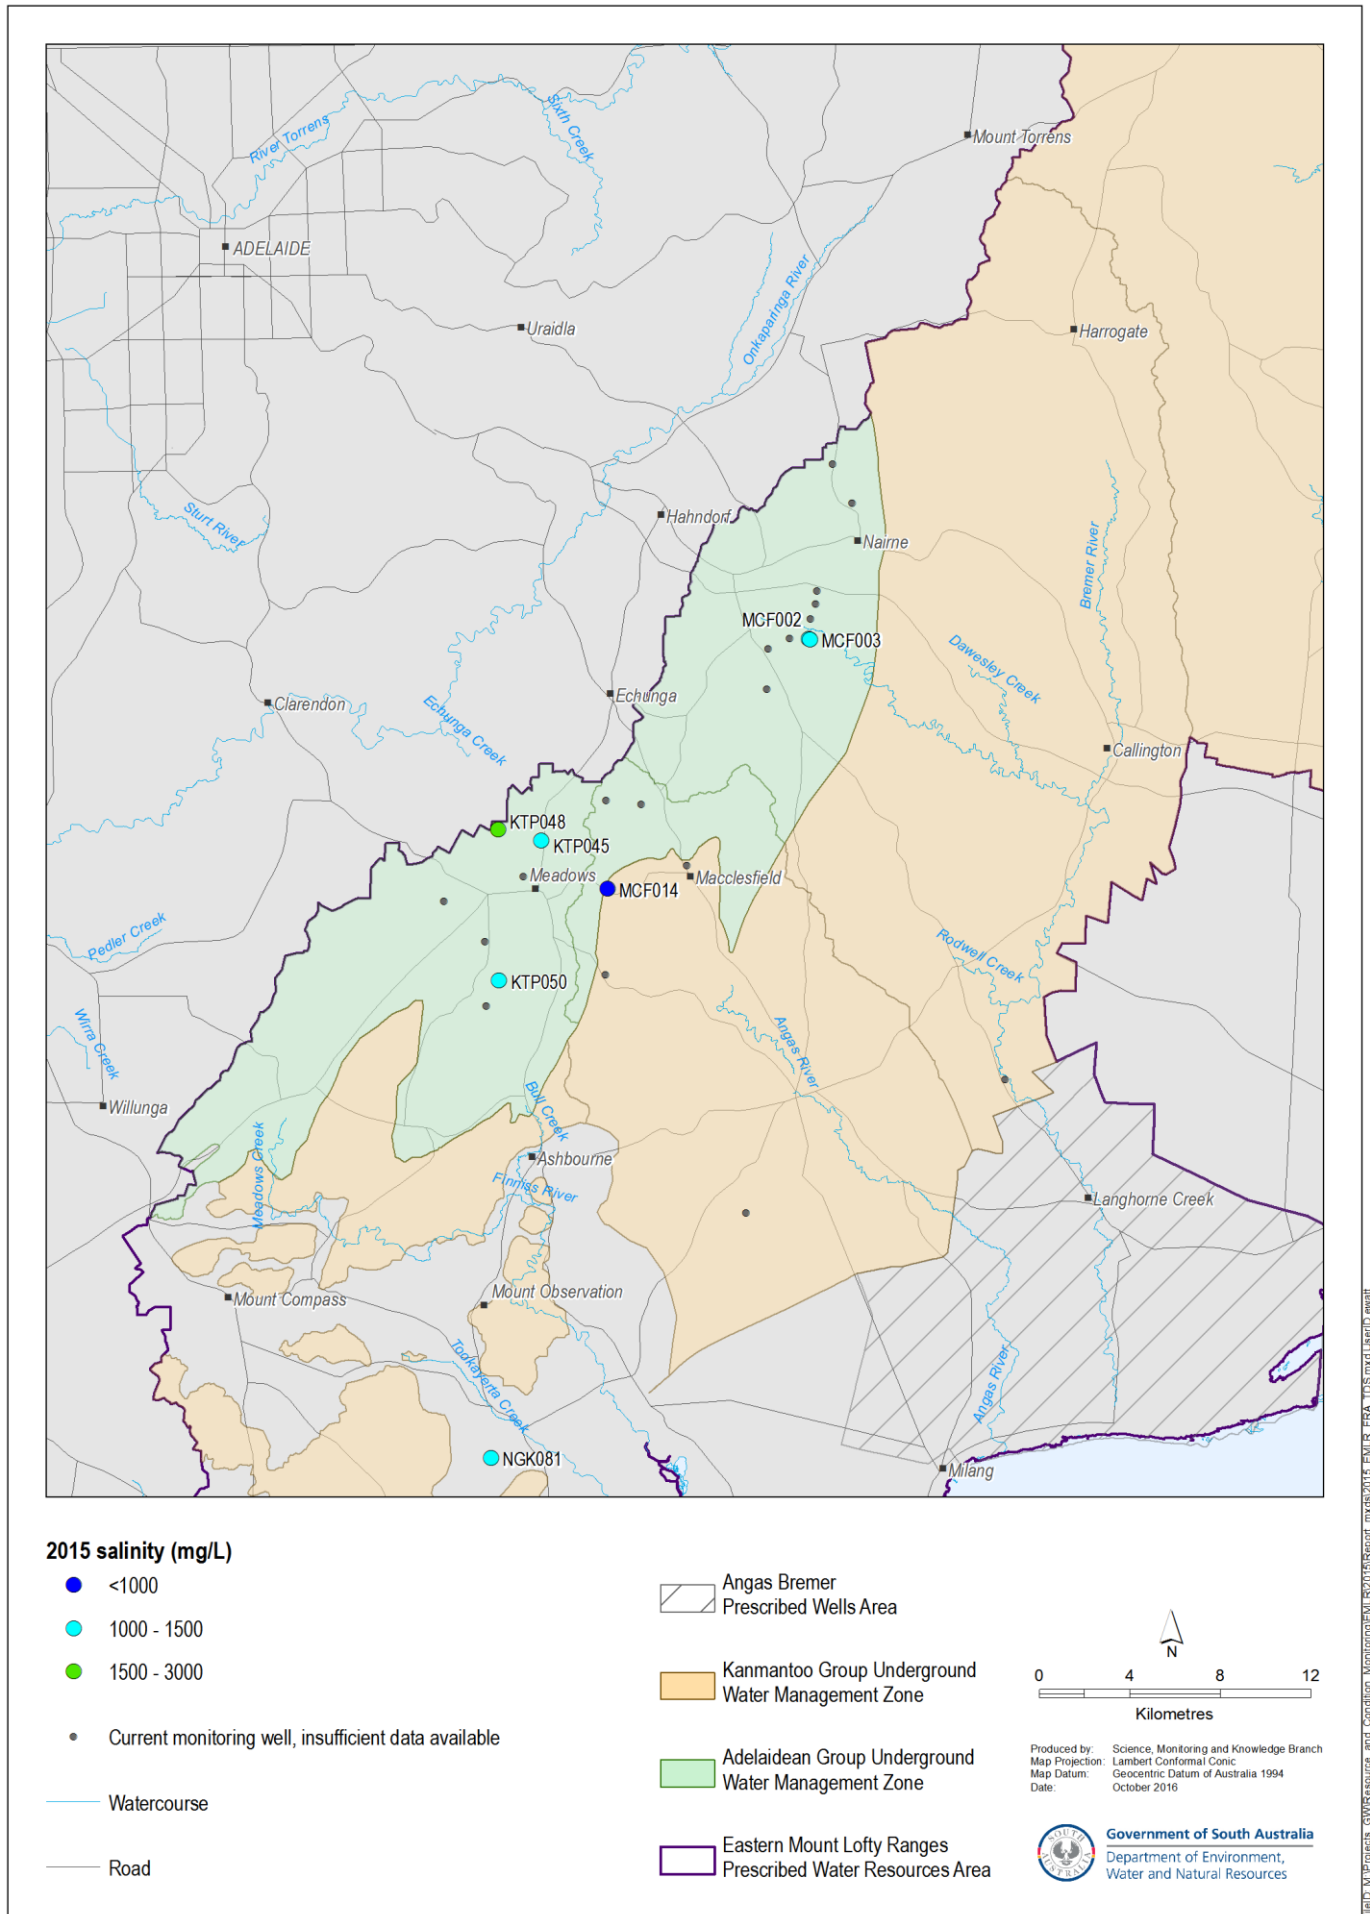 Mount Torrens
River Torrens
Sixth Creek
ADELAIDE
Onkaparinga River
Uraidla
Harrogate
Sturt River
Hahndorf
Nairne
Bremer River
MCF002
MCF003
Dawesley Creek
Echunga
Clarendon
Echunga Creek
Callington
KTP048
KTP045
Meadows
Macclesfield
MCF014
Pedler Creek
Rodwell Creek
KTP050
Wirra Creek
Angas River
Willunga
Bull Creek
Meadows Creek
Ashbourne
Finniss River
Langhorne Creek
Mount Observation
Mount Compass
Tookayerta Creek
Angas River
NGK081
Milang
2015 salinity (mg/L)
<1000
1000 - 1500
1500 - 3000
Current monitoring well, insufficient data available
Watercourse
Road
Angas Bremer
Prescribed Wells Area
Kanmantoo Group Underground
Water Management Zone
Adelaidean Group Underground
Water Management Zone
Eastern Mount Lofty Ranges
Prescribed Water Resources Area
N
0 4 8 12
Kilometres
Produced by: Science, Monitoring and Knowledge Branch
Map Projection: Lambert Conformal Conic
Map Datum: Geocentric Datum of Australia 1994
Date: October 2016
SOUTH
AUSTRALIA
Government of South Australia
Department of Environment,
Water and Natural Resources